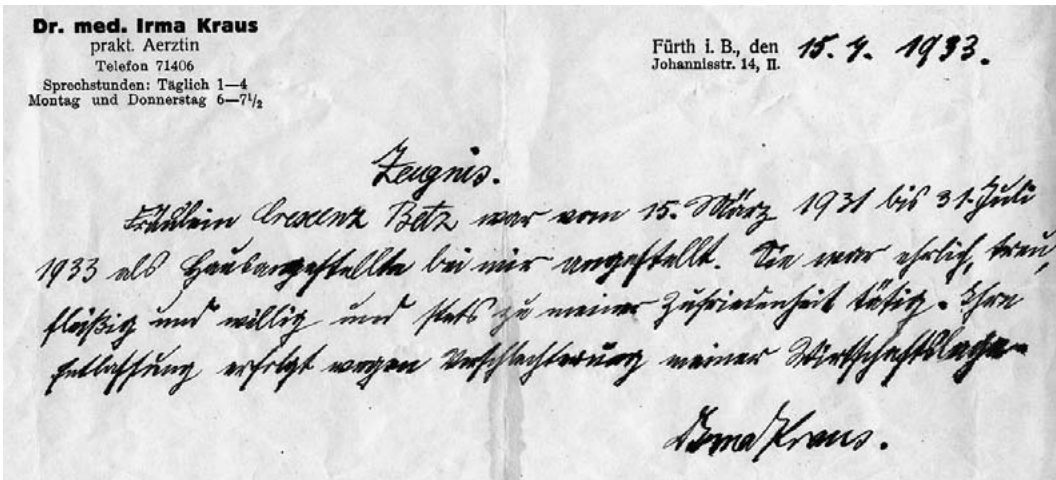 Dr. med. Irma Kraus
prakt. Aerztin
Telefon 71406
Sprechstunden: Täglich 1—4
Montag und Donnerstag 6—7½
Fürth i. B., den 15. 7. 1933.
Johannisstr. 14, II.
Zeugnis.
Fräulein Crescenz Betz war vom 15. März 1931 bis 31. Juli
1933 als Hausangestellte bei mir angestellt. Sie war ehrlich, treu,
fleißig und willig und stets zu meiner Zufriedenheit tätig. Ihre
Entlassung erfolgt wegen Verschlechterung meiner Wirtschaftslage.
Irma Kraus.